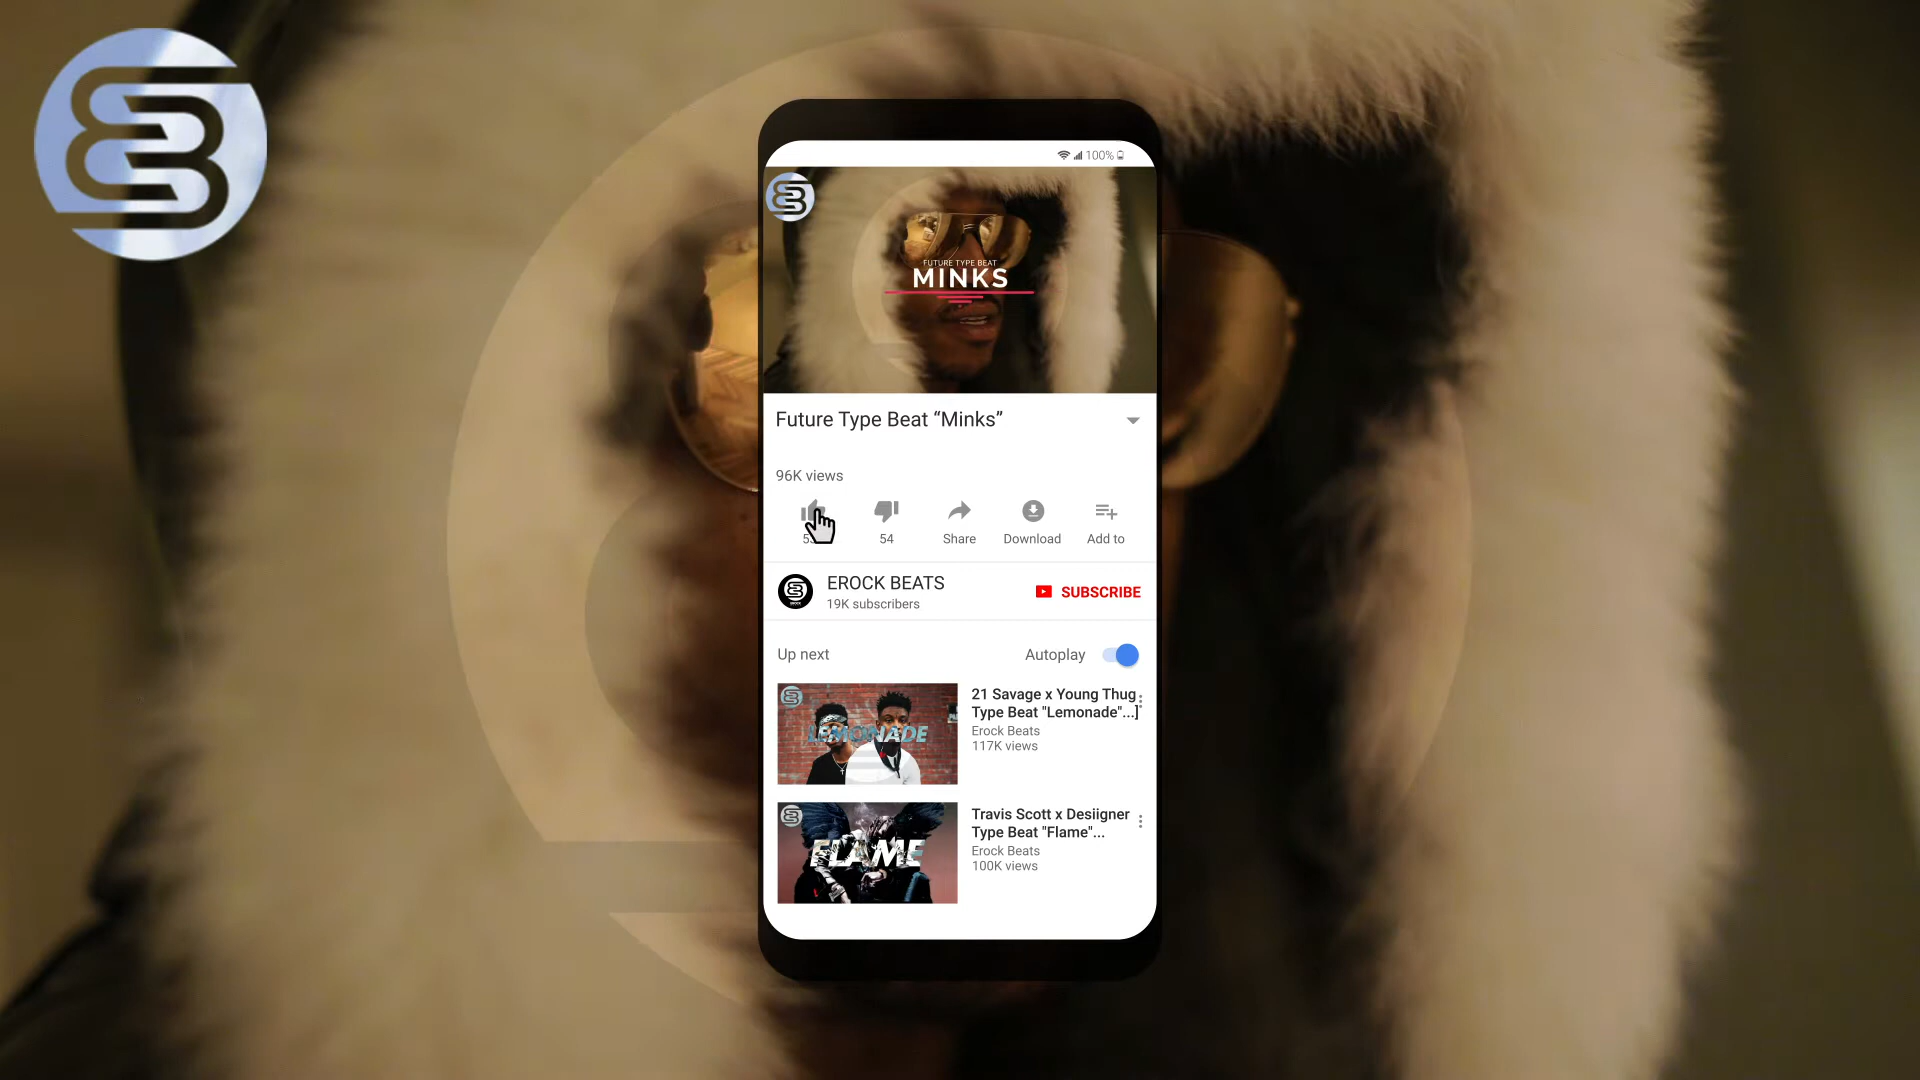 100%
FUTURE TYPE BEAT
MINKS
Future Type Beat “Minks”
96K views
54
Share
Download
Add to
EROCK BEATS
19K subscribers
SUBSCRIBE
Up next
Autoplay
LEMONADE
21 Savage x Young Thug
Type Beat "Lemonade"...]
Erock Beats
117K views
FLAME
Travis Scott x Desiigner
Type Beat "Flame"...
Erock Beats
100K views